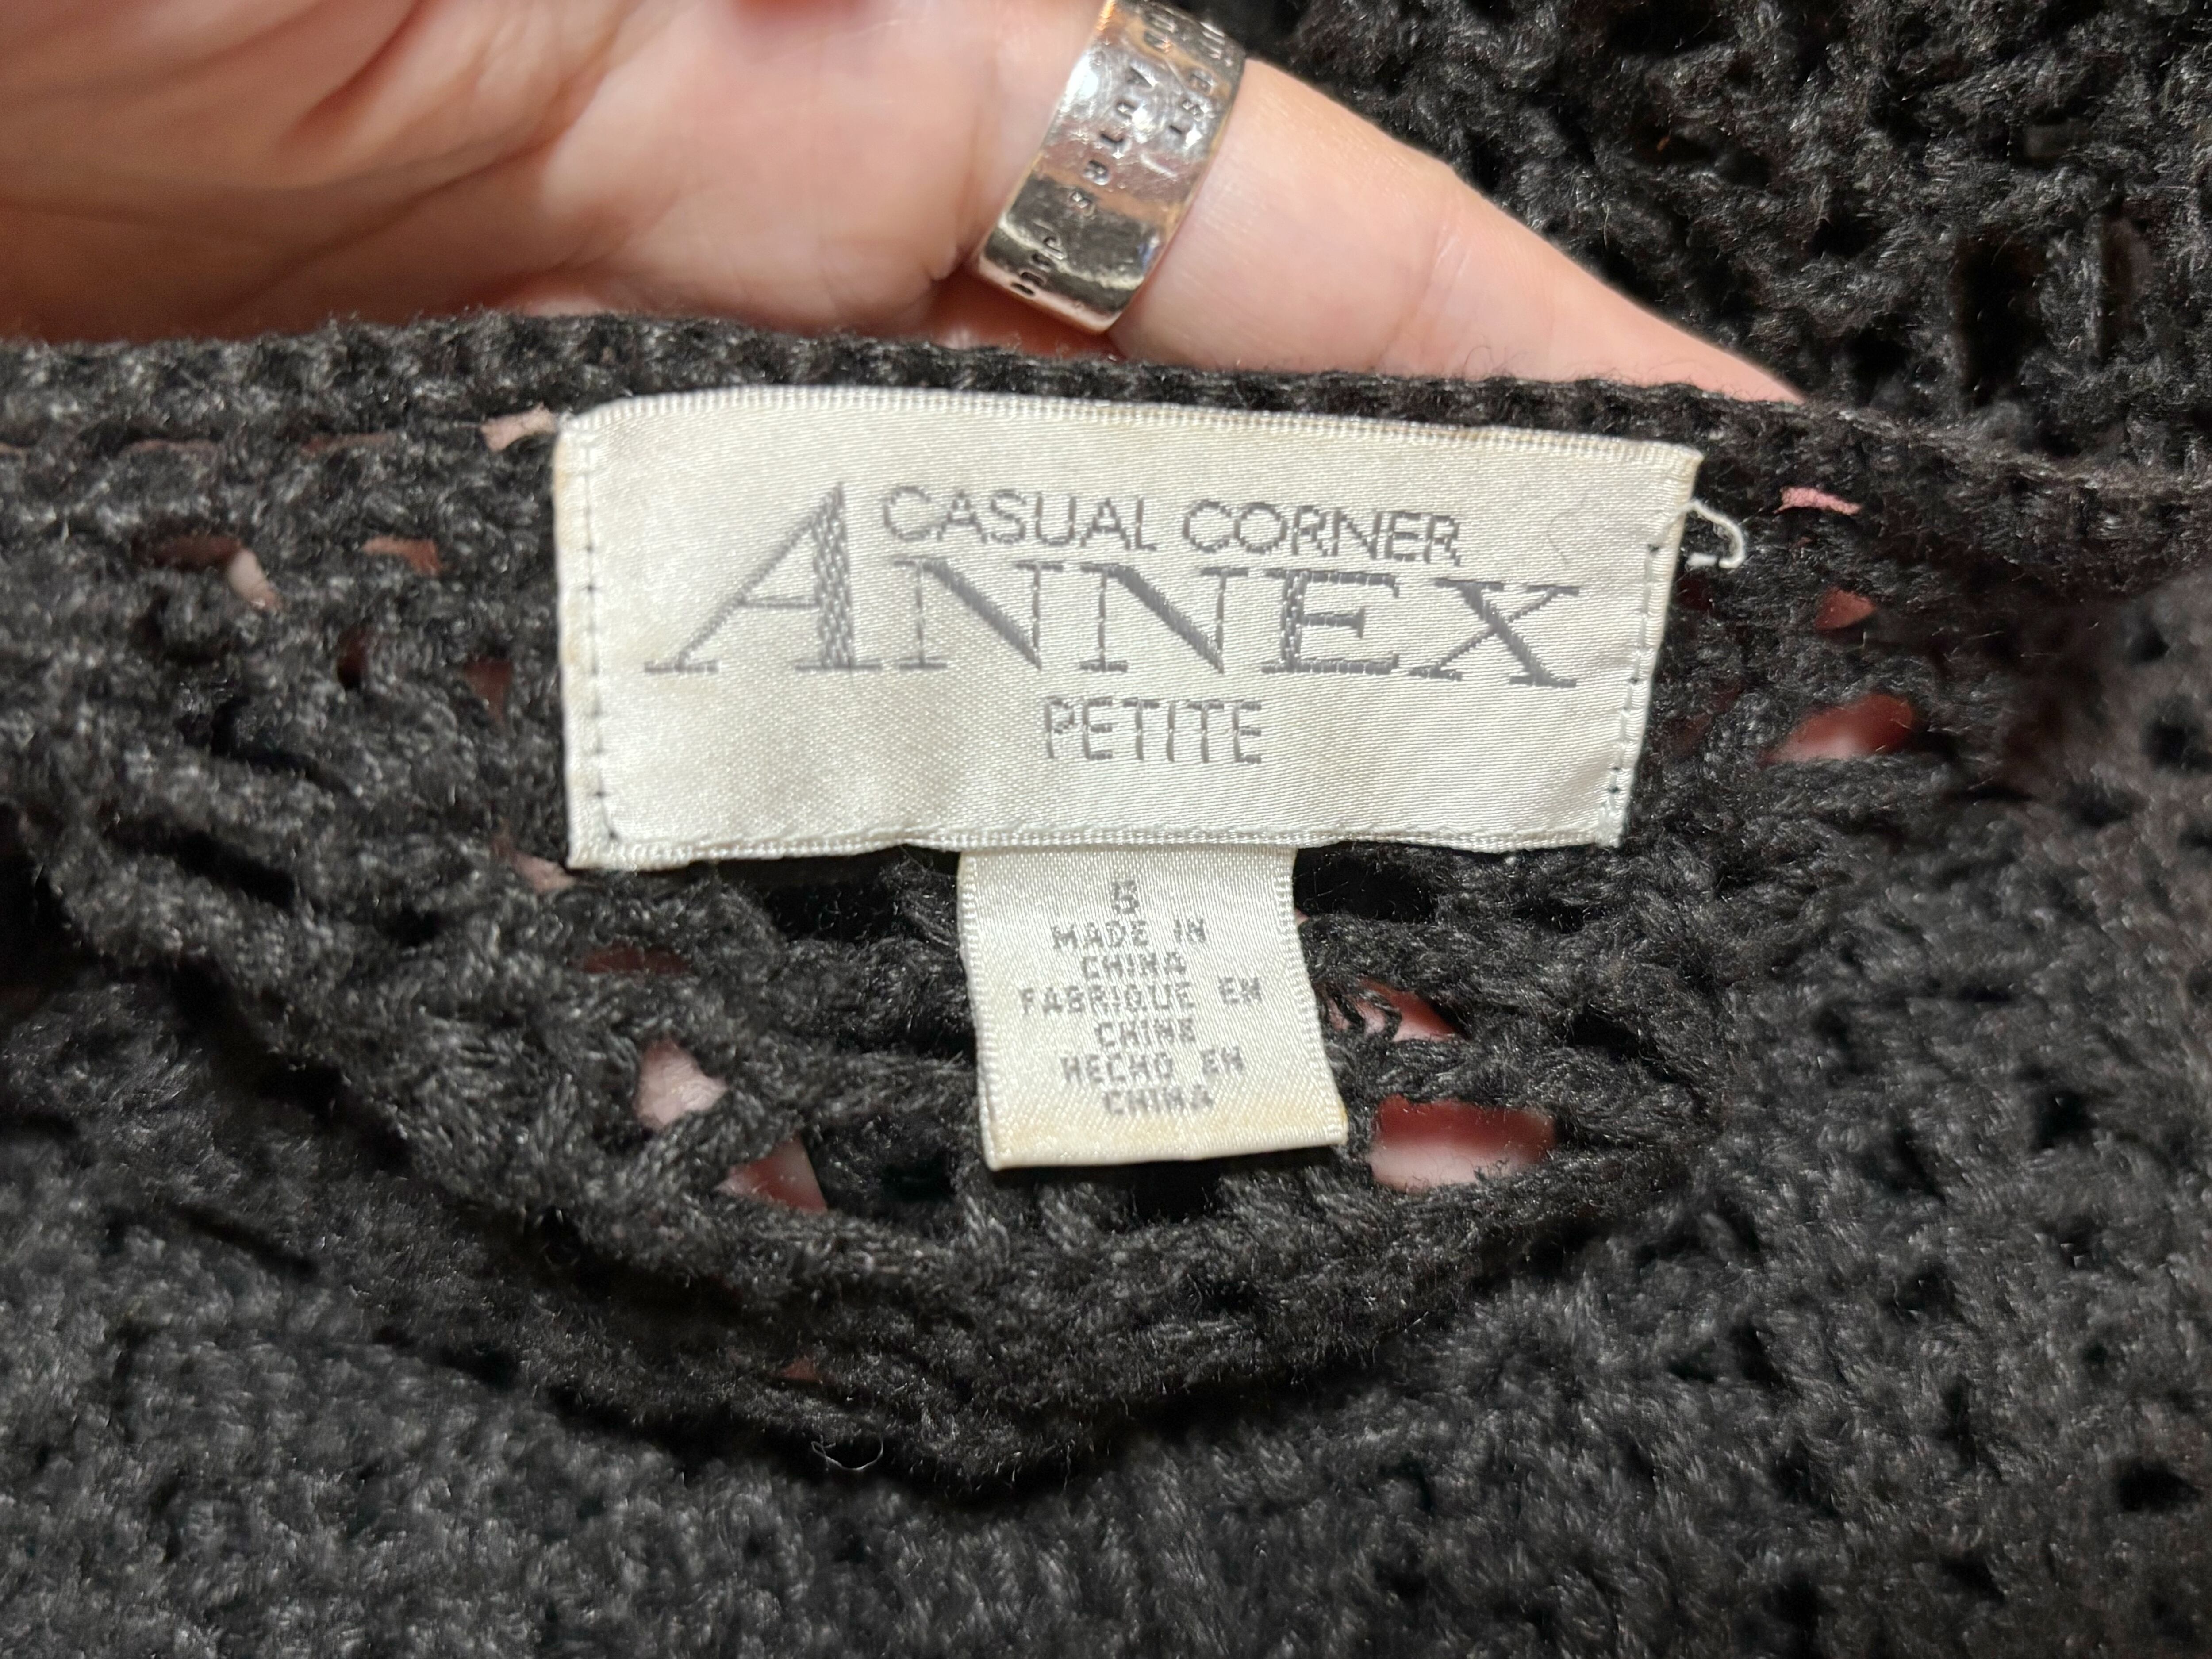 CASUAL CORNER
ANNEX
PETITE
S
MADE IN
CHINA
FABRIQUE EN
CHINE
HECHO EN
CHINA